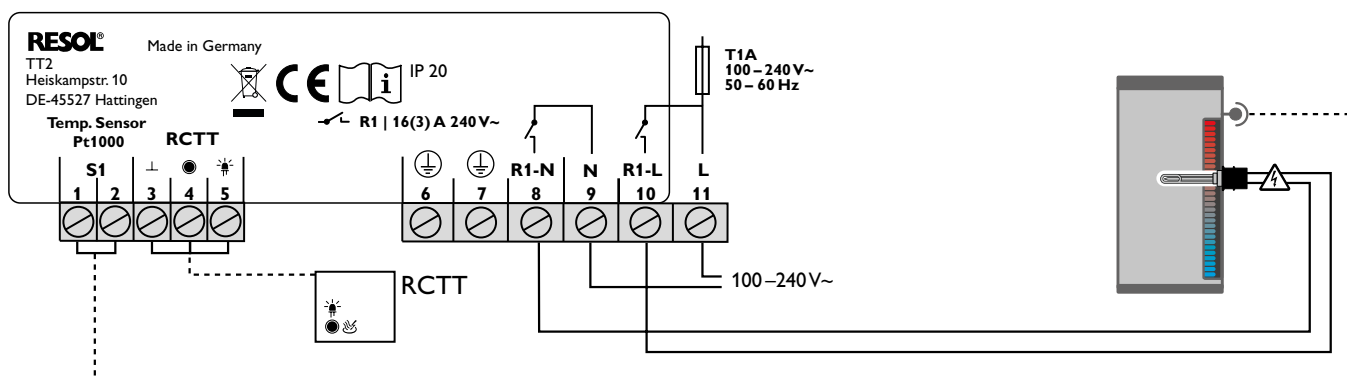 RESOL®
Made in Germany
TT2
Heiskampstr. 10
DE-45527 Hattingen
CE
i
IP 20
T1A
100 – 240 V~
50 – 60 Hz
Temp. Sensor
Pt1000
RCTT
R1 | 16(3) A 240 V~
S1
R1-N
N
R1-L
L
1 2 3 4 5 6 7 8 9 10 11
RCTT
100 –240 V~